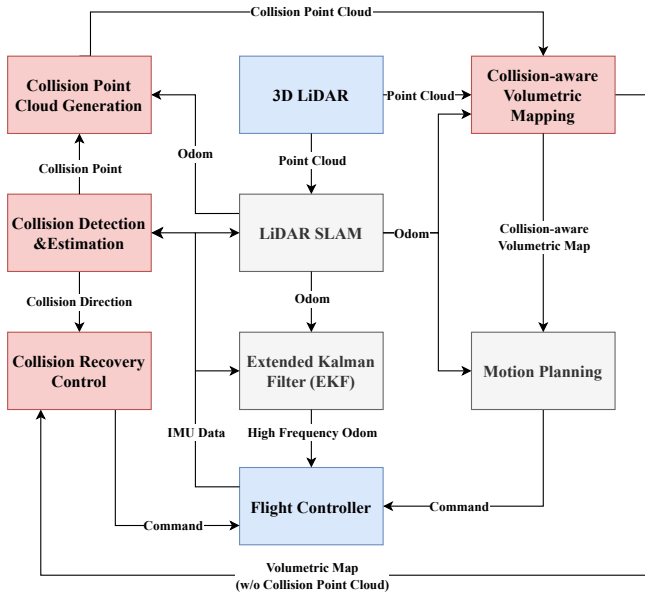 Collision Point Cloud
Collision Point
Cloud Generation
3D LiDAR
Point Cloud
Collision-aware
Volumetric
Mapping
Odom
Point Cloud
Collision Point
Collision Detection
&Estimation
LiDAR SLAM
Odom
Collision-aware
Volumetric Map
Collision Direction
Odom
Collision Recovery
Control
Extended Kalman
Filter (EKF)
Motion Planning
IMU Data
High Frequency Odom
Command
Flight Controller
Command
Volumetric Map
(w/o Collision Point Cloud)